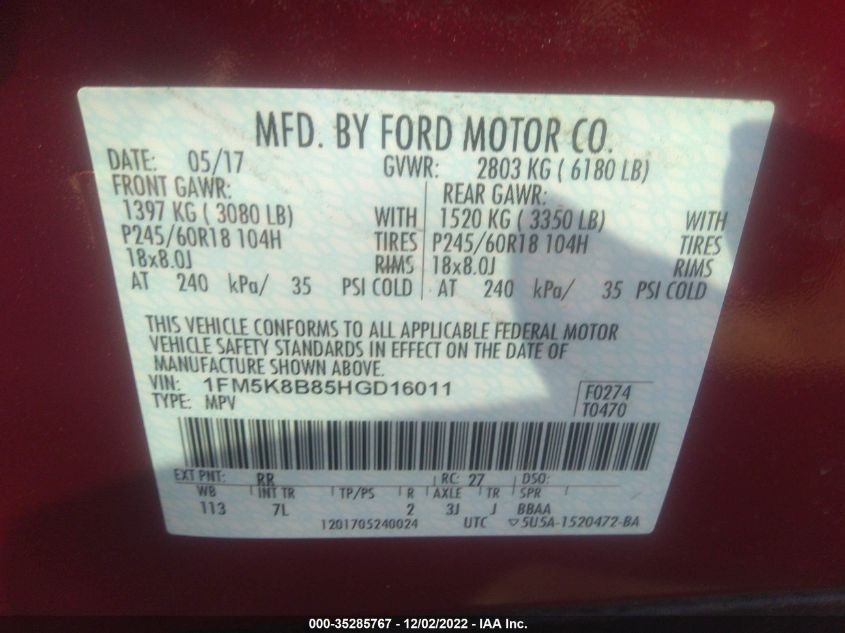 MFD. BY FORD MOTOR CO.
DATE: 05/17 GVWR: 2803 KG ( 6180 LB)
FRONT GAWR: REAR GAWR:
1397 KG ( 3080 LB) WITH 1520 KG ( 3350 LB) WITH
P245/60R18 104H TIRES P245/60R18 104H TIRES
18x8.0J RIMS 18x8.0J RIMS
AT 240 kPa/ 35 PSI COLD AT 240 kPa/ 35 PSI COLD
THIS VEHICLE CONFORMS TO ALL APPLICABLE FEDERAL MOTOR
VEHICLE SAFETY STANDARDS IN EFFECT ON THE DATE OF
MANUFACTURE SHOWN ABOVE.
VIN: 1FM5K8B85HGD16011 F0274
TYPE: MPV T0470
EXT PNT: RR RC: 27 DSO:
WB INT TR TP/PS R AXLE TR SPR
113 7L 2 3J J BBAA
1201705240024 UTC ▽5U5A-1520472-BA
000-35285767 - 12/02/2022 - IAA Inc.